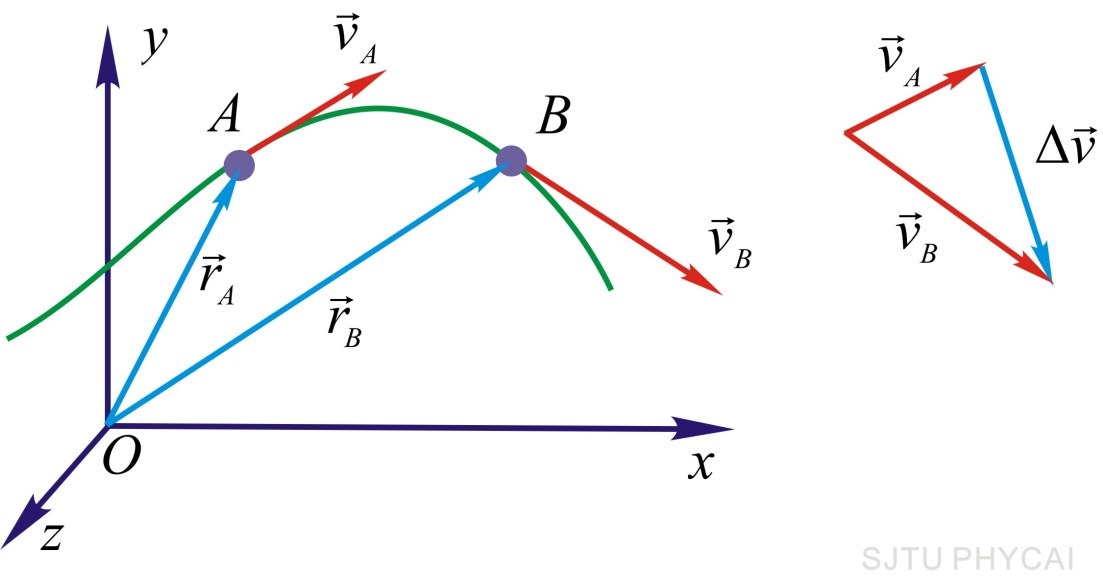 y
v⃗_A
A
B
v⃗_B
r⃗_A
r⃗_B
O
x
z
v⃗_A
Δv⃗
v⃗_B
SJTU PHYCAI